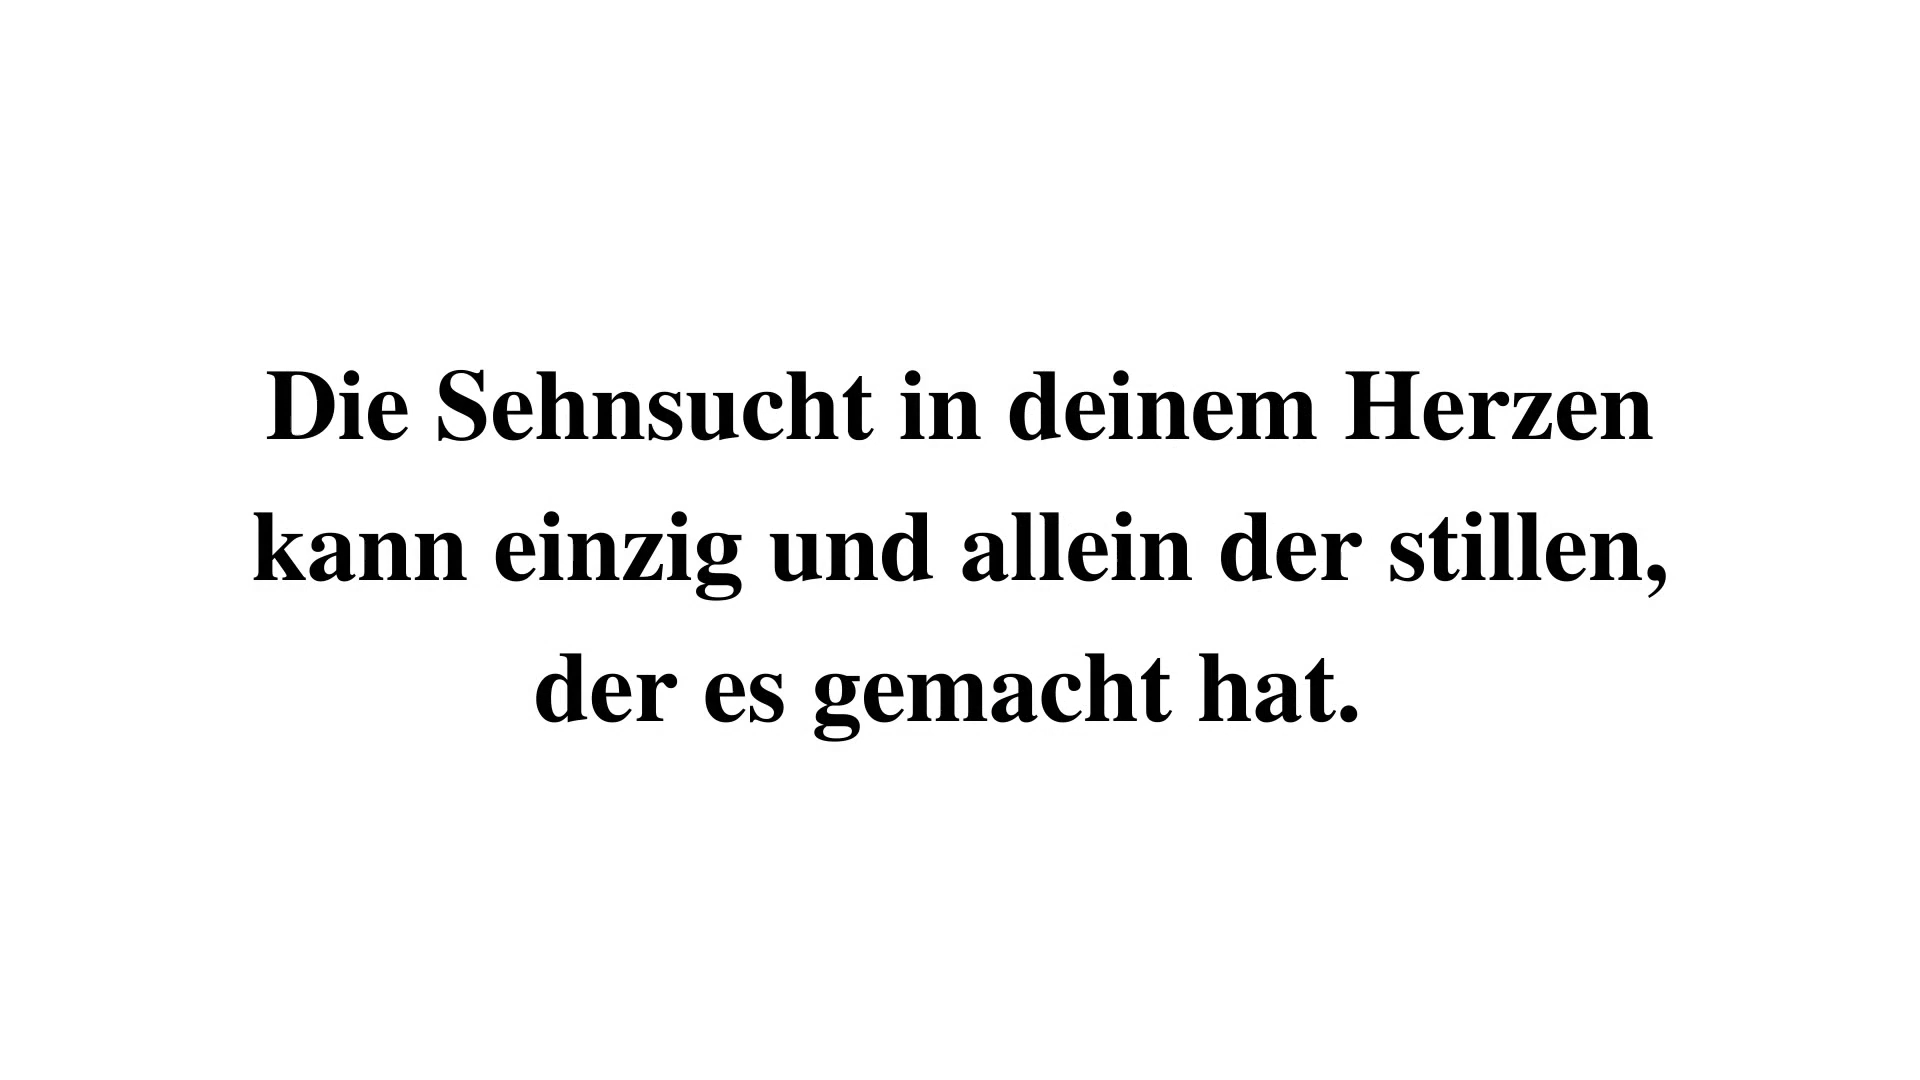 Die Sehnsucht in deinem Herzen
kann einzig und allein der stillen,
der es gemacht hat.